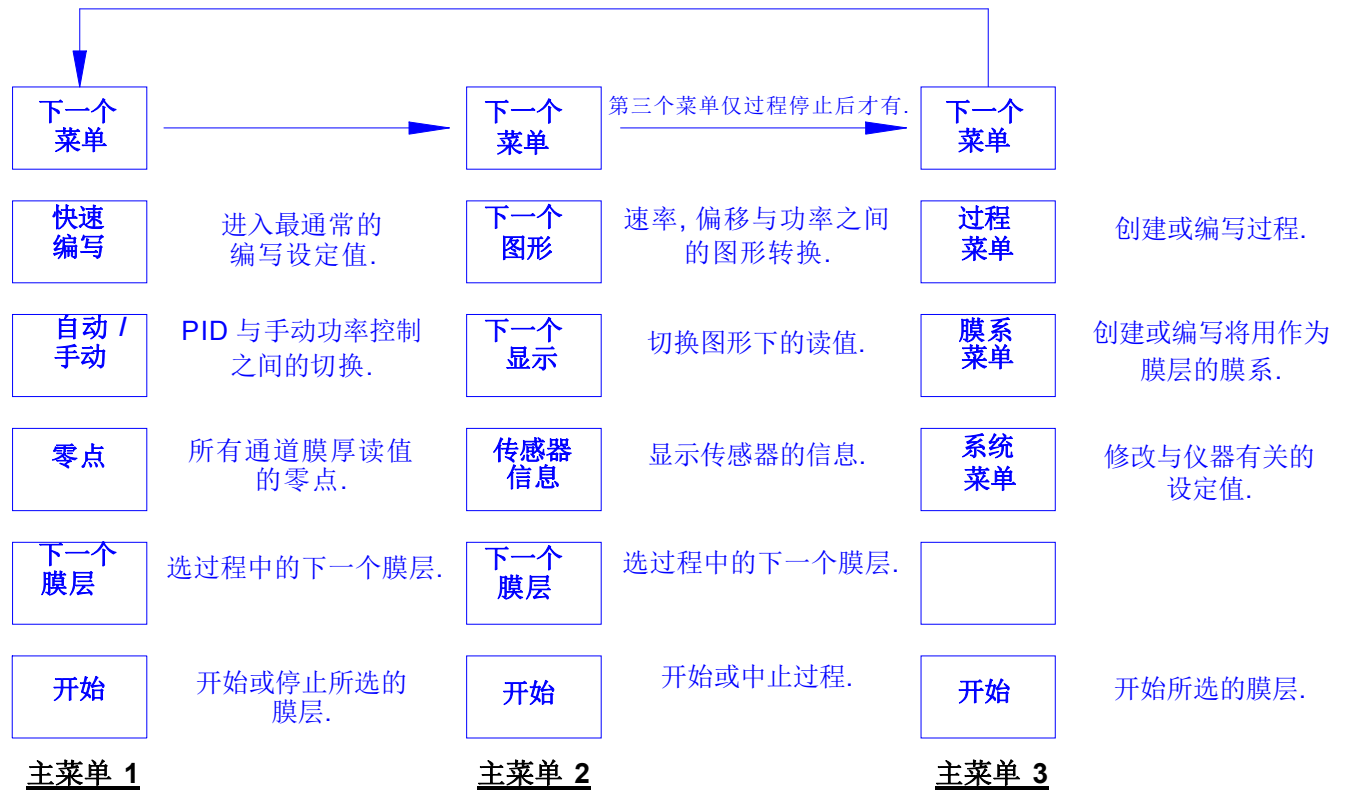 下一个
菜单
下一个
菜单
第三个菜单仅过程停止后才有.
下一个
菜单
快速
编写
进入最通常的
编写设定值.
下一个
图形
速率, 偏移与功率之间
的图形转换.
过程
菜单
创建或编写过程.
自动 /
手动
PID 与手动功率控制
之间的切换.
下一个
显示
切换图形下的读值.
膜系
菜单
创建或编写将用作为
膜层的膜系.
零点
所有通道膜厚读值
的零点.
传感器
信息
显示传感器的信息.
系统
菜单
修改与仪器有关的
设定值.
下一个
膜层
选过程中的下一个膜层.
下一个
膜层
选过程中的下一个膜层.
开始
开始或停止所选的
膜层.
开始
开始或中止过程.
开始
开始所选的膜层.
主菜单 1
主菜单 2
主菜单 3